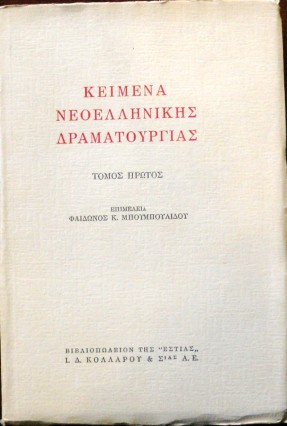 ΚΕΙΜΕΝΑ
ΝΕΟΕΛΛΗΝΙΚΗΣ
ΔΡΑΜΑΤΟΥΡΓΙΑΣ
ΤΟΜΟΣ ΠΡΩΤΟΣ
ΕΠΙΜΕΛΕΙΑ
ΦΑΙΔΩΝΟΣ Κ. ΜΠΟΥΜΠΟΥΛΙΔΟΥ
ΒΙΒΛΙΟΠΩΛΕΙΟΝ ΤΗΣ "ΕΣΤΙΑΣ„
Ι. Δ. ΚΟΛΛΑΡΟΥ & ΣΙΑΣ Α.Ε.